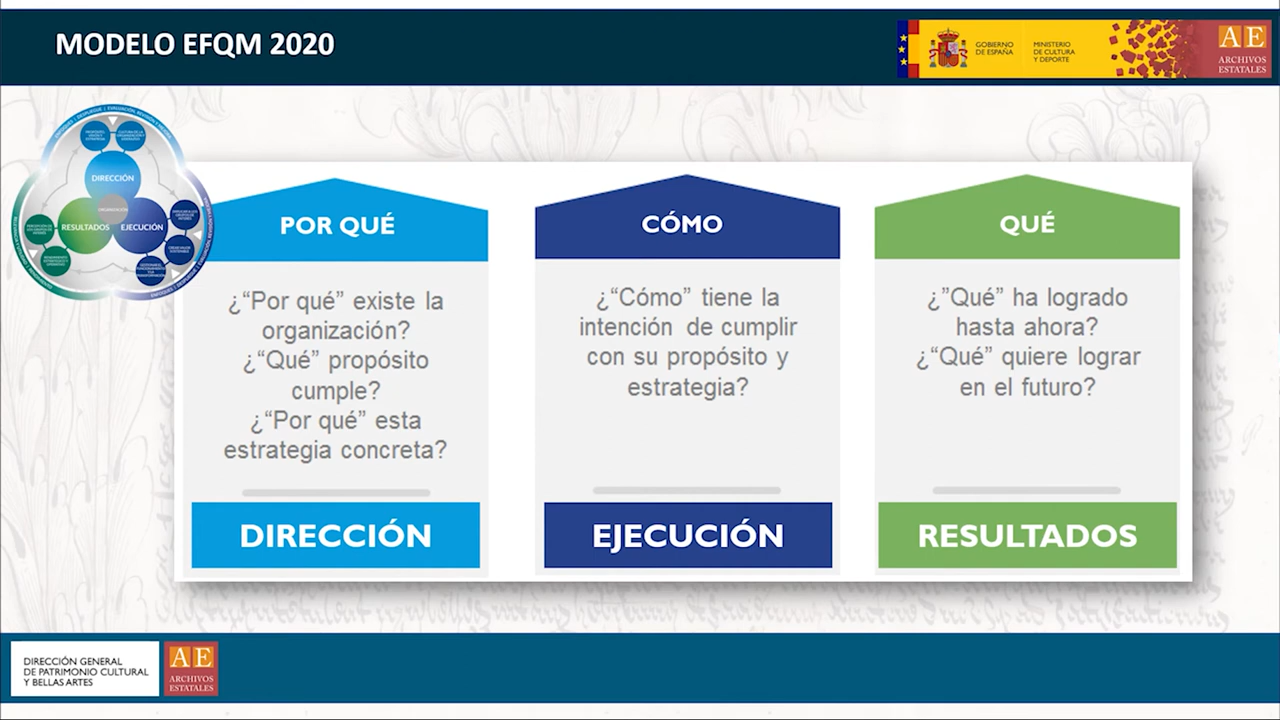 MODELO EFQM 2020
GOBIERNO
DE ESPAÑA
MINISTERIO
DE CULTURA
Y DEPORTE
AE
ARCHIVOS
ESTATALES
DIRECCIÓN
ORGANIZACIÓN
RESULTADOS
EJECUCIÓN
POR QUÉ
¿“Por qué” existe la
organización?
¿“Qué” propósito
cumple?
¿“Por qué” esta
estrategia concreta?
DIRECCIÓN
CÓMO
¿“Cómo” tiene la
intención de cumplir
con su propósito y
estrategia?
EJECUCIÓN
QUÉ
¿”Qué” ha logrado
hasta ahora?
¿“Qué” quiere lograr
en el futuro?
RESULTADOS
DIRECCIÓN GENERAL
DE PATRIMONIO CULTURAL
Y BELLAS ARTES
AE
ARCHIVOS
ESTATALES